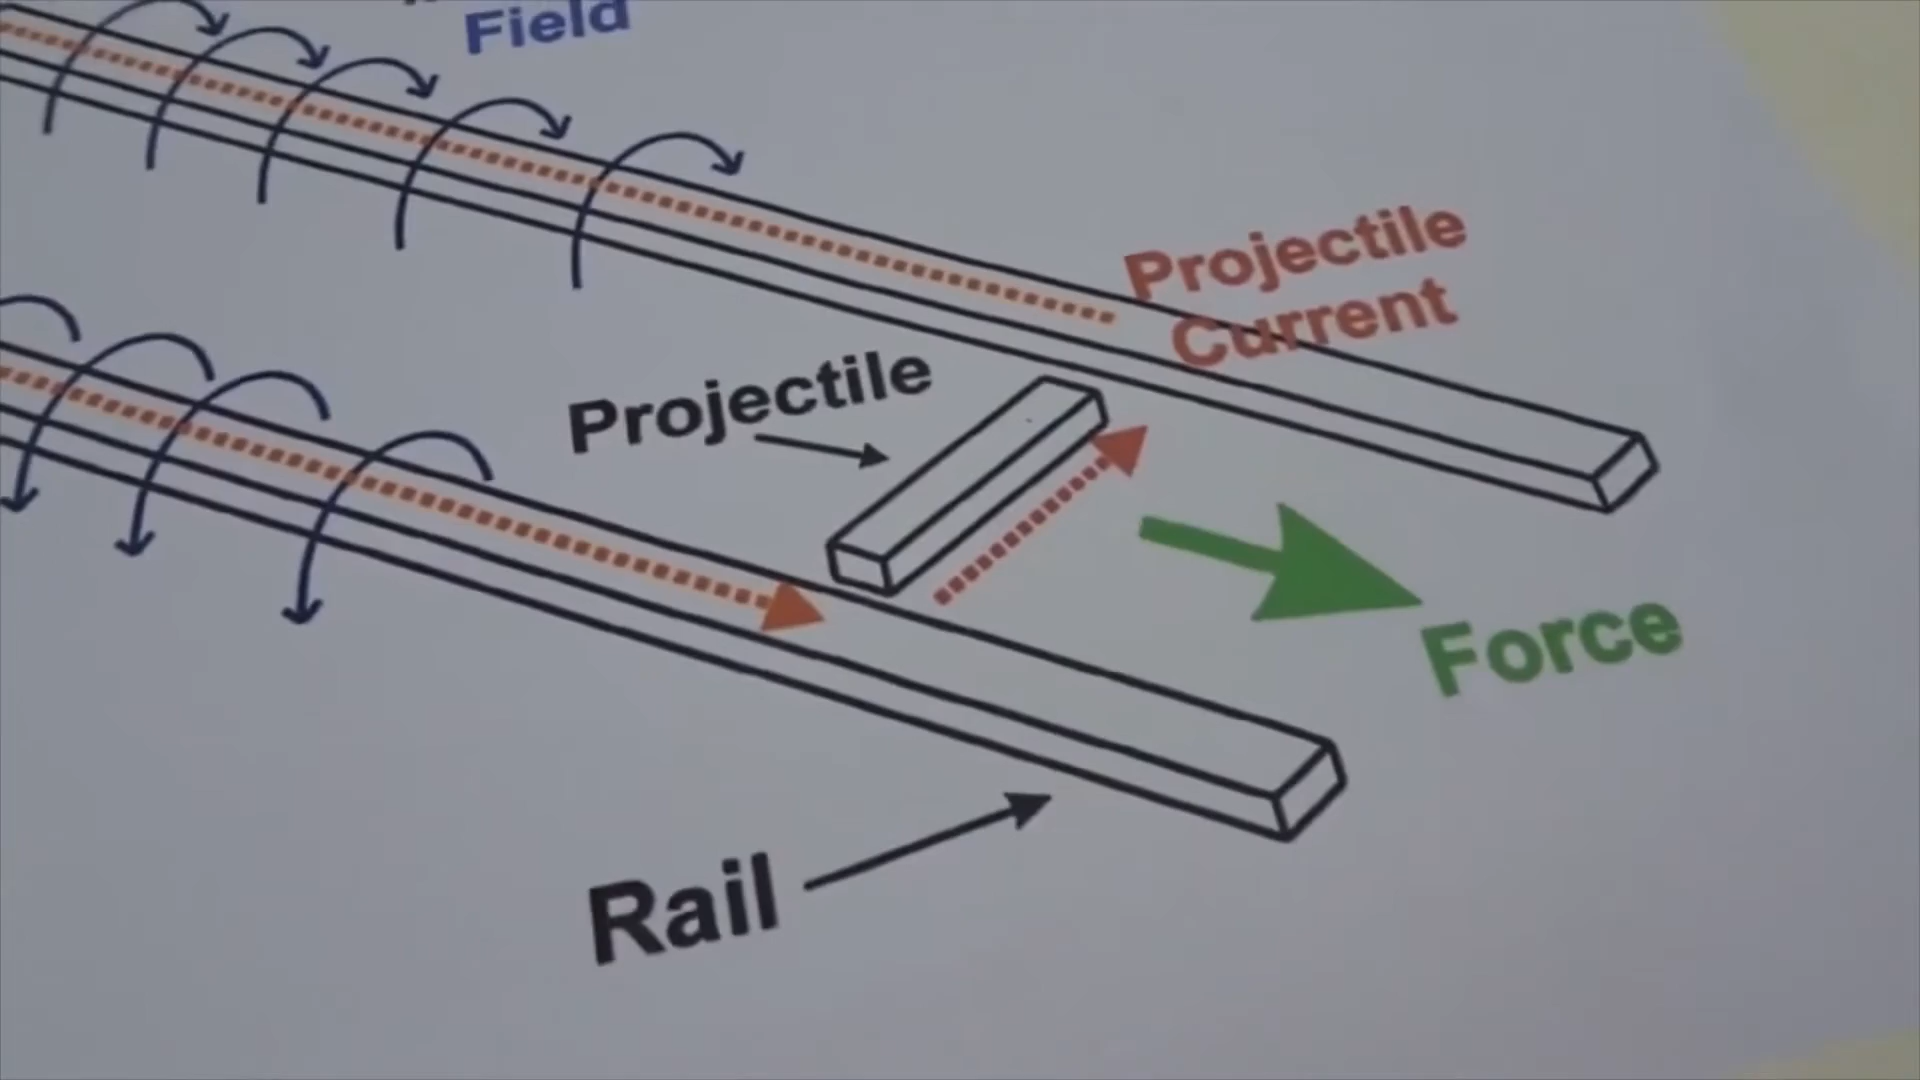 Field
Projectile
Current
Projectile
Force
Rail